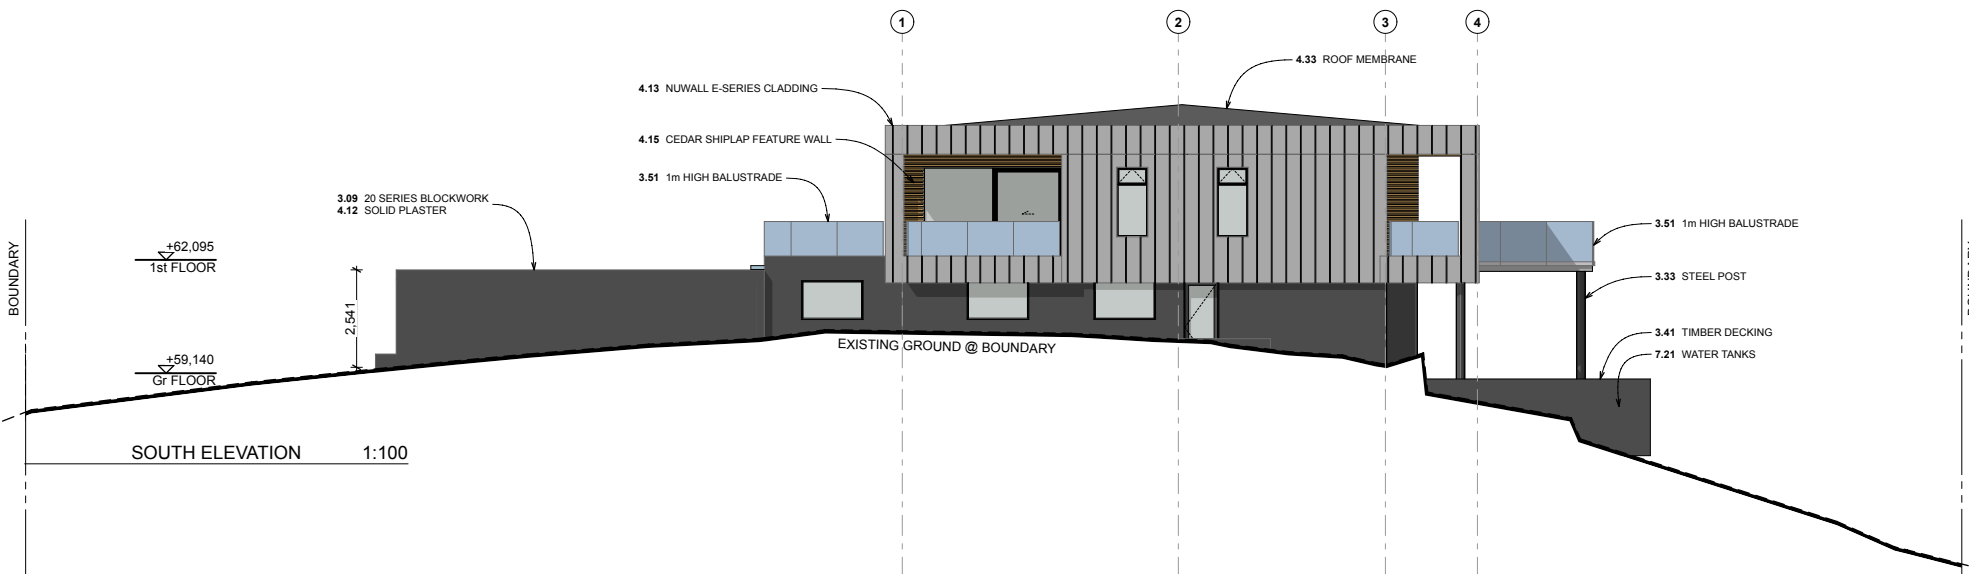 1
2
3
4
4.33 ROOF MEMBRANE
4.13 NUWALL E-SERIES CLADDING
4.15 CEDAR SHIPLAP FEATURE WALL
3.51 1m HIGH BALUSTRADE
3.09 20 SERIES BLOCKWORK
4.12 SOLID PLASTER
3.51 1m HIGH BALUSTRADE
BOUNDARY
+62,095
1st FLOOR
2,541
3.33 STEEL POST
3.41 TIMBER DECKING
7.21 WATER TANKS
EXISTING GROUND @ BOUNDARY
+59,140
Gr FLOOR
SOUTH ELEVATION 1:100